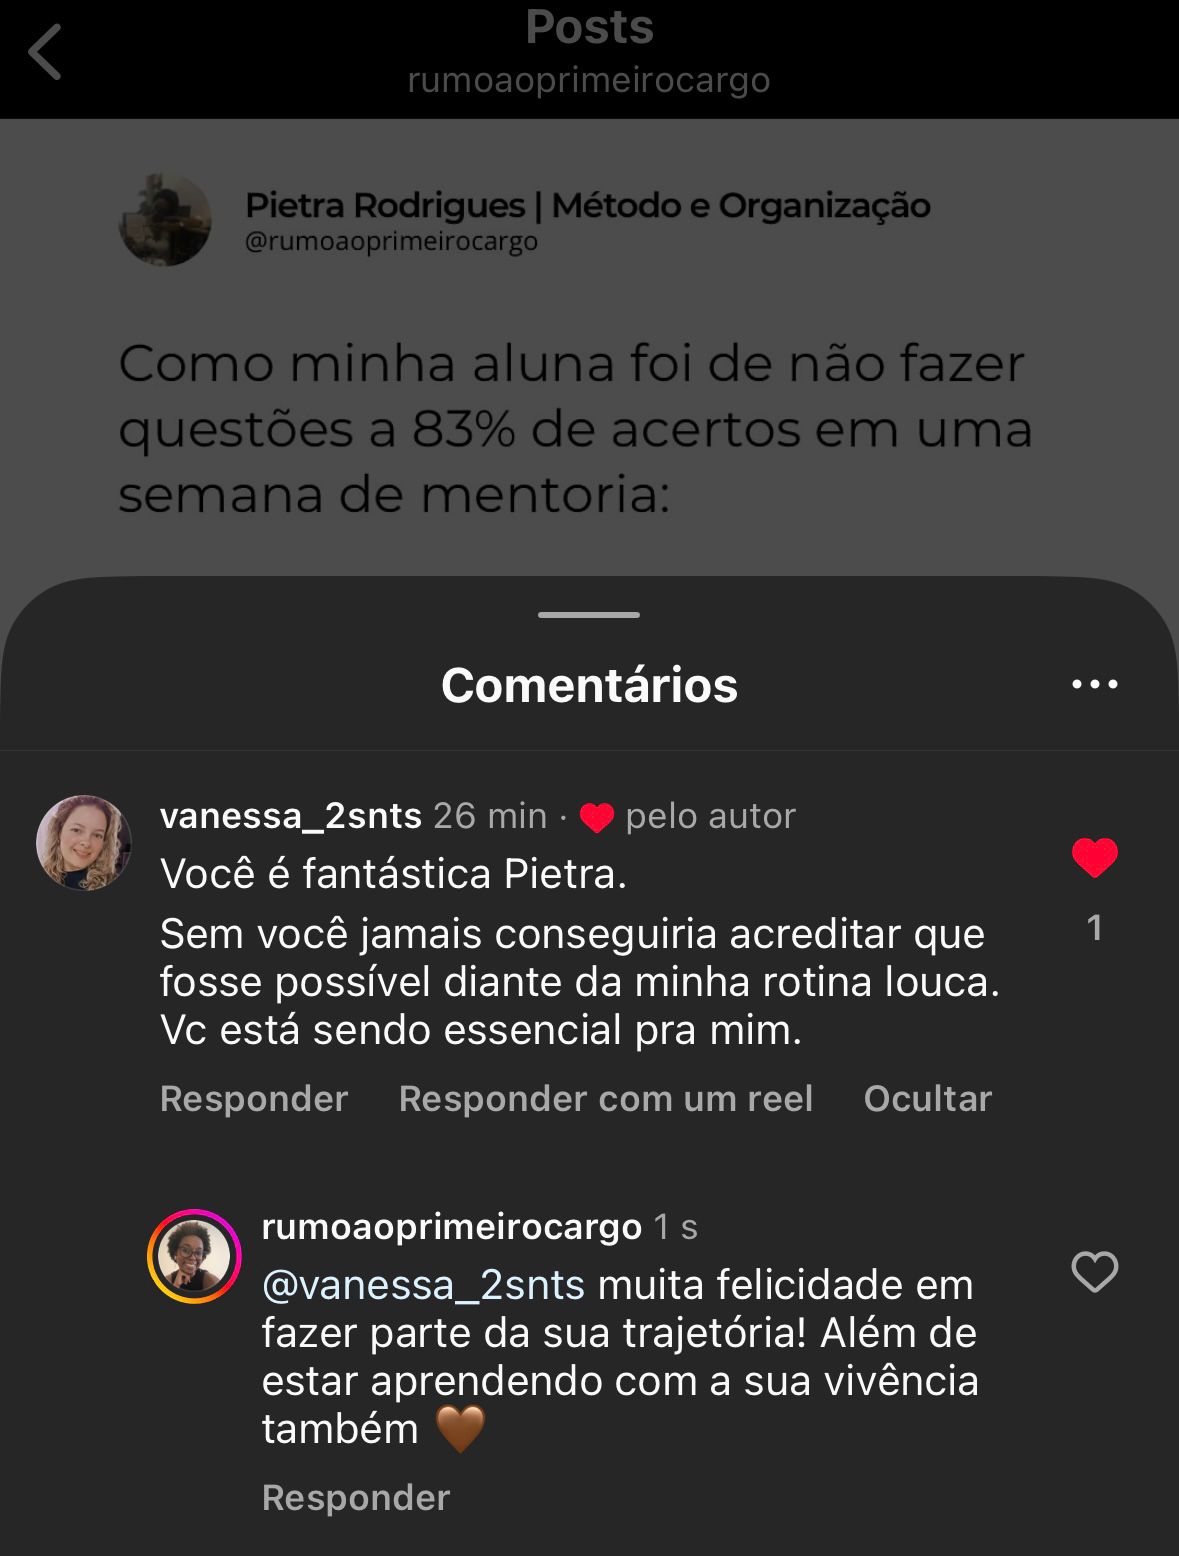 Posts
rumoaoprimeirocargo
Pietra Rodrigues | Método e Organização
@rumoaoprimeirocargo
Como minha aluna foi de não fazer
questões a 83% de acertos em uma
semana de mentoria:
Comentários
vanessa_2snts 26 min · ❤️ pelo autor
Você é fantástica Pietra.
Sem você jamais conseguiria acreditar que
fosse possível diante da minha rotina louca.
Vc está sendo essencial pra mim.
1
Responder Responder com um reel Ocultar
rumoaoprimeirocargo 1 s
@vanessa_2snts muita felicidade em
fazer parte da sua trajetória! Além de
estar aprendendo com a sua vivência
também 🤎
Responder